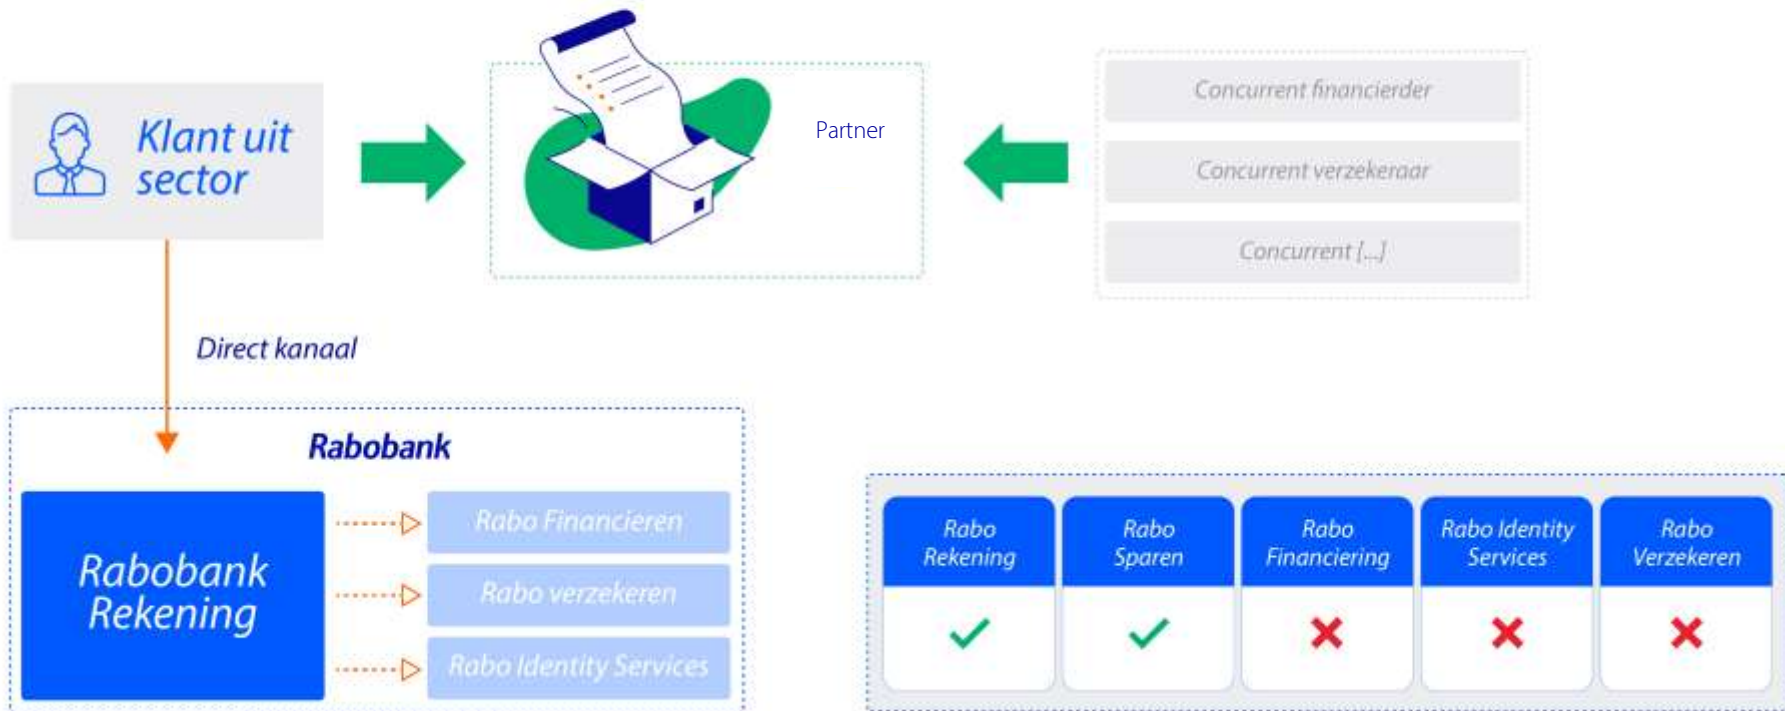 Klant uit
sector
Partner
Concurrent financierder
Concurrent verzekeraar
Concurrent [...]
Direct kanaal
Rabobank
Rabobank
Rekening
Rabo Financieren
Rabo verzekeren
Rabo Identity Services
Rabo
Rekening
Rabo
Sparen
Rabo
Financiering
Rabo Identity
Services
Rabo
Verzekeren